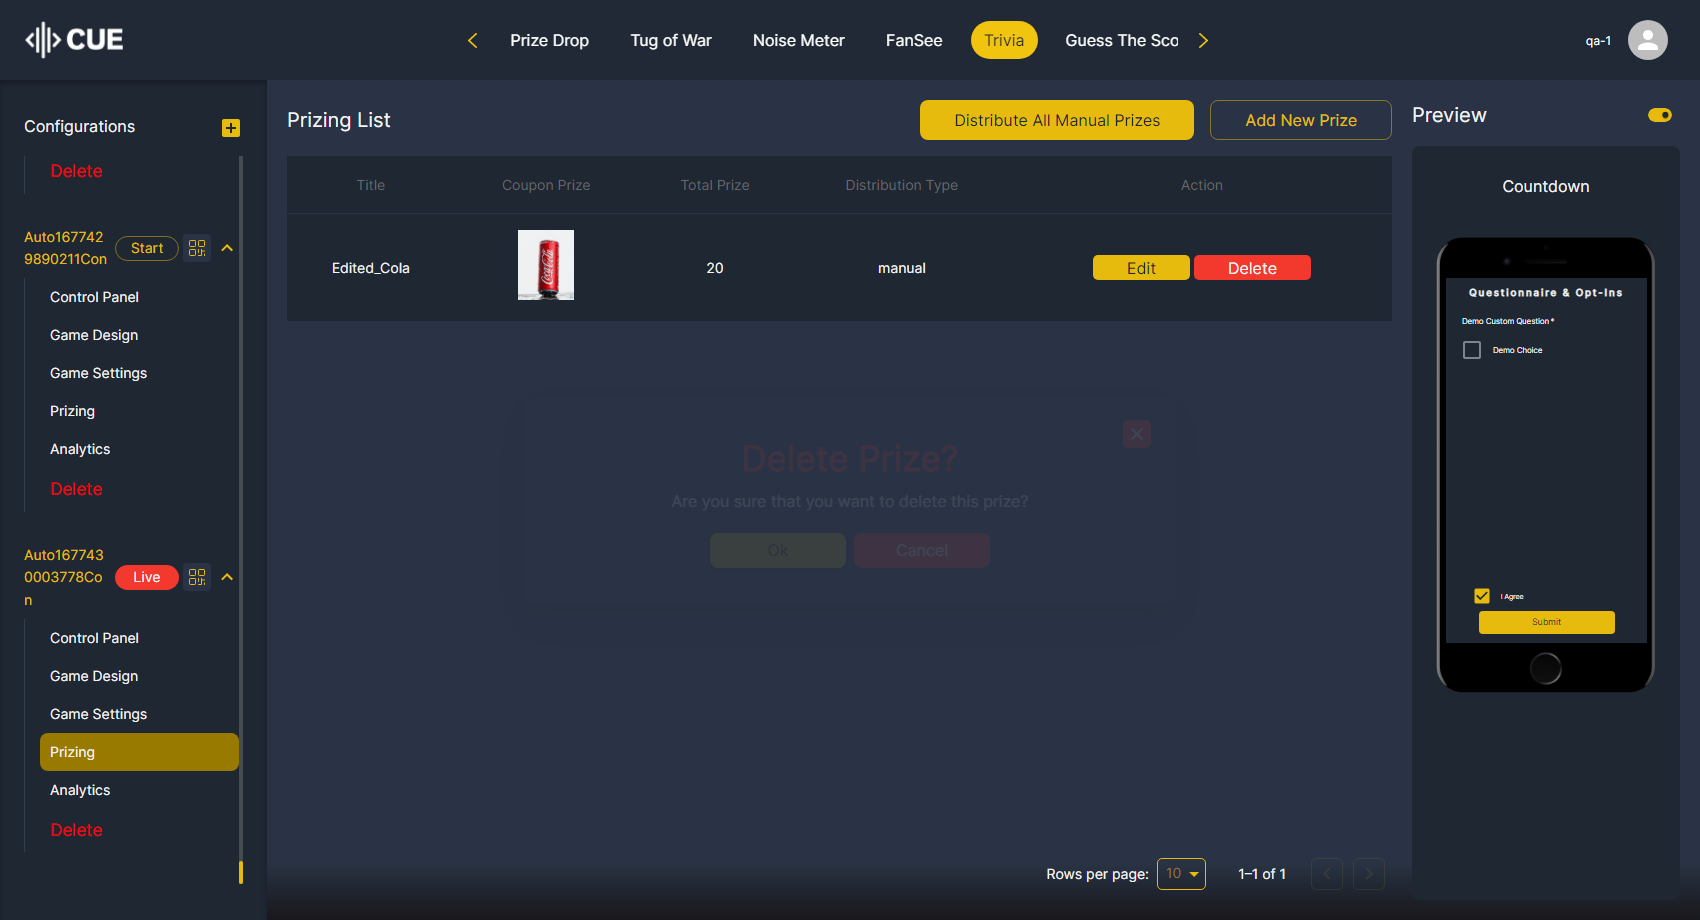 CUE
Prize Drop
Tug of War
Noise Meter
FanSee
Trivia
Guess The Sco
qa-1
Configurations
Delete
Auto167742
9890211Con
Start
Control Panel
Game Design
Game Settings
Prizing
Analytics
Delete
Auto167743
0003778Co
n
Live
Control Panel
Game Design
Game Settings
Prizing
Analytics
Delete
Prizing List
Distribute All Manual Prizes
Add New Prize
Title
Coupon Prize
Total Prize
Distribution Type
Action
Edited_Cola
Coca-Cola
20
manual
Edit
Delete
Delete Prize?
Are you sure that you want to delete this prize?
Ok
Cancel
Rows per page:
10
1–1 of 1
Preview
Countdown
Questionnaire & Opt-Ins
Demo Custom Question *
Demo Choice
I Agree
Submit